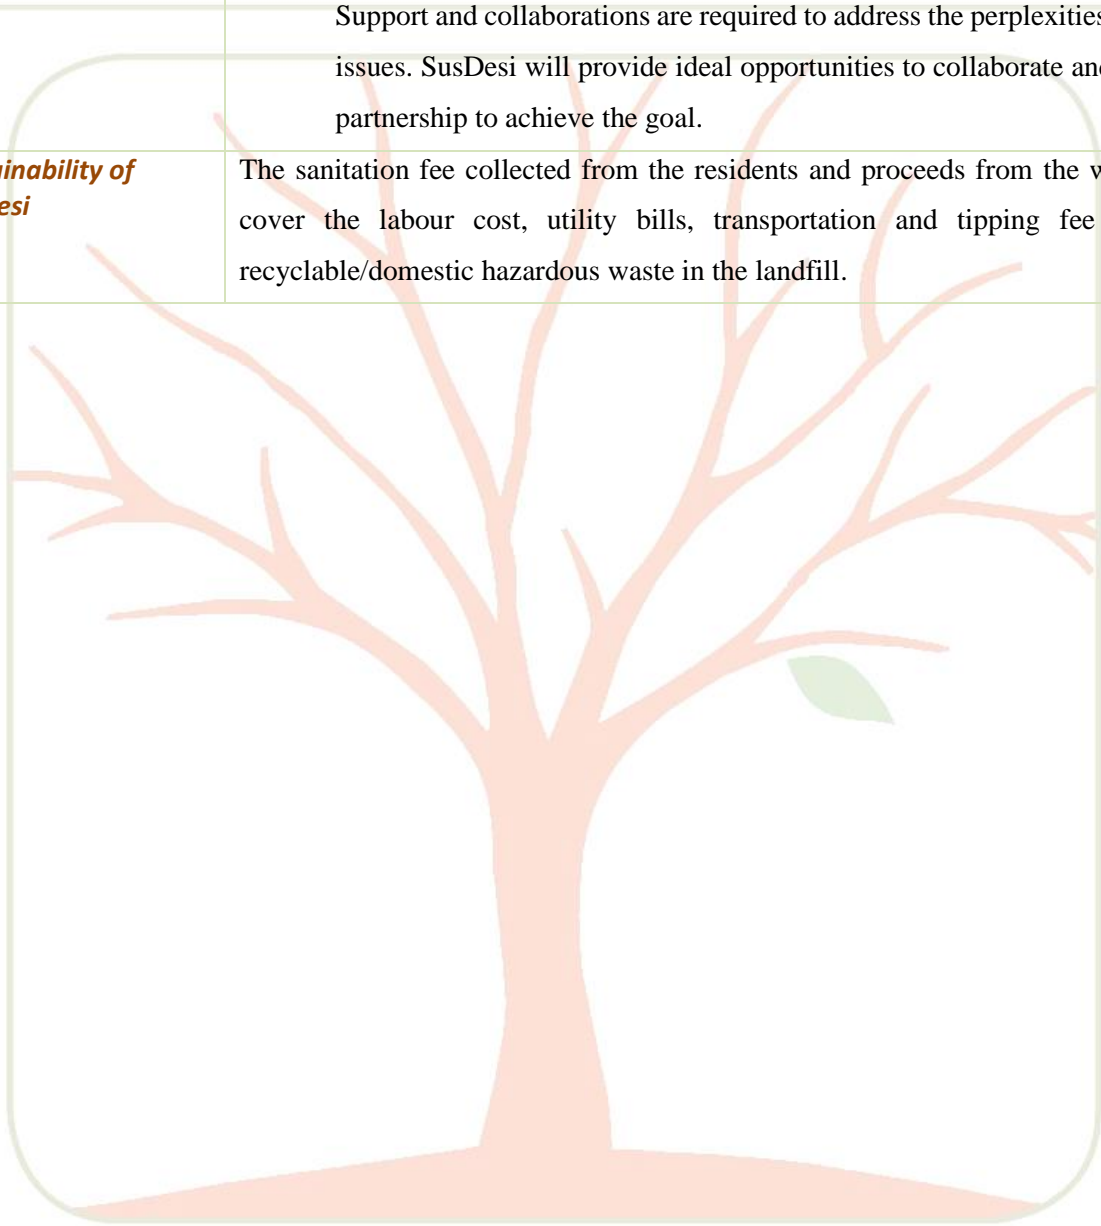 Support and collaborations are required to address the perplexities
issues. SusDesi will provide ideal opportunities to collaborate
partnership to achieve the goal.
inability of
esi
The sanitation fee collected from the residents and proceeds from the
cover the labour cost, utility bills, transportation and tipping fee
recyclable/domestic hazardous waste in the landfill.